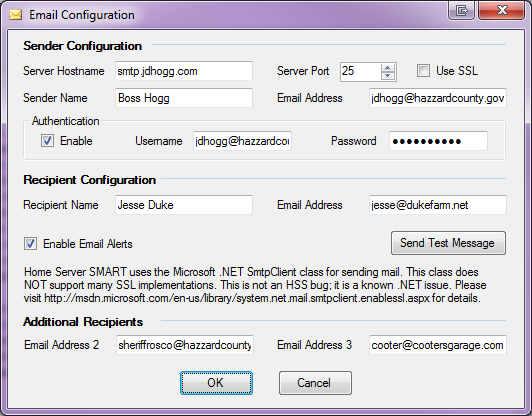 Email Configuration
Sender Configuration
Server Hostname smtp.jdhogg.com Server Port 25 Use SSL
Sender Name Boss Hogg Email Address jdhogg@hazzardcounty.gov
Authentication
Enable Username jdhogg@hazzardcou Password ●●●●●●●●●●
Recipient Configuration
Recipient Name Jesse Duke Email Address jesse@dukefarm.net
Enable Email Alerts Send Test Message
Home Server SMART uses the Microsoft .NET SmtpClient class for sending mail. This class does
NOT support many SSL implementations. This is not an HSS bug; it is a known .NET issue. Please
visit http://msdn.microsoft.com/en-us/library/system.net.mail.smtpclient.enablessl.aspx for details.
Additional Recipients
Email Address 2 sheriffrosco@hazzardcounty Email Address 3 cooter@cootersgarage.com
OK Cancel